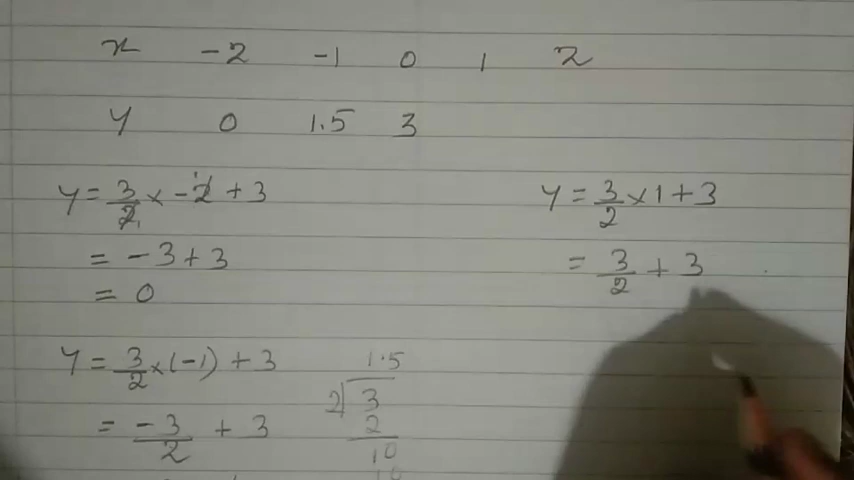 x -2 -1 0 1 2
y 0 1.5 3
y = 3/2 × -2 + 3
= -3 + 3
= 0
y = 3/2 × (-1) + 3
= -3/2 + 3
1.5
2) 3
2
10
10
y = 3/2 × 1 + 3
= 3/2 + 3